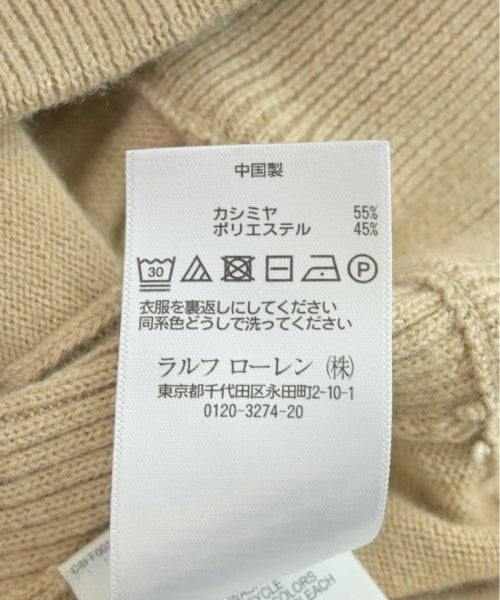 中国製
カシミヤ 55%
ポリエステル 45%
30
P
衣服を裏返しにしてください
同系色どうしで洗ってください
ラルフ ローレン (株)
東京都千代田区永田町2-10-1
0120-3274-20